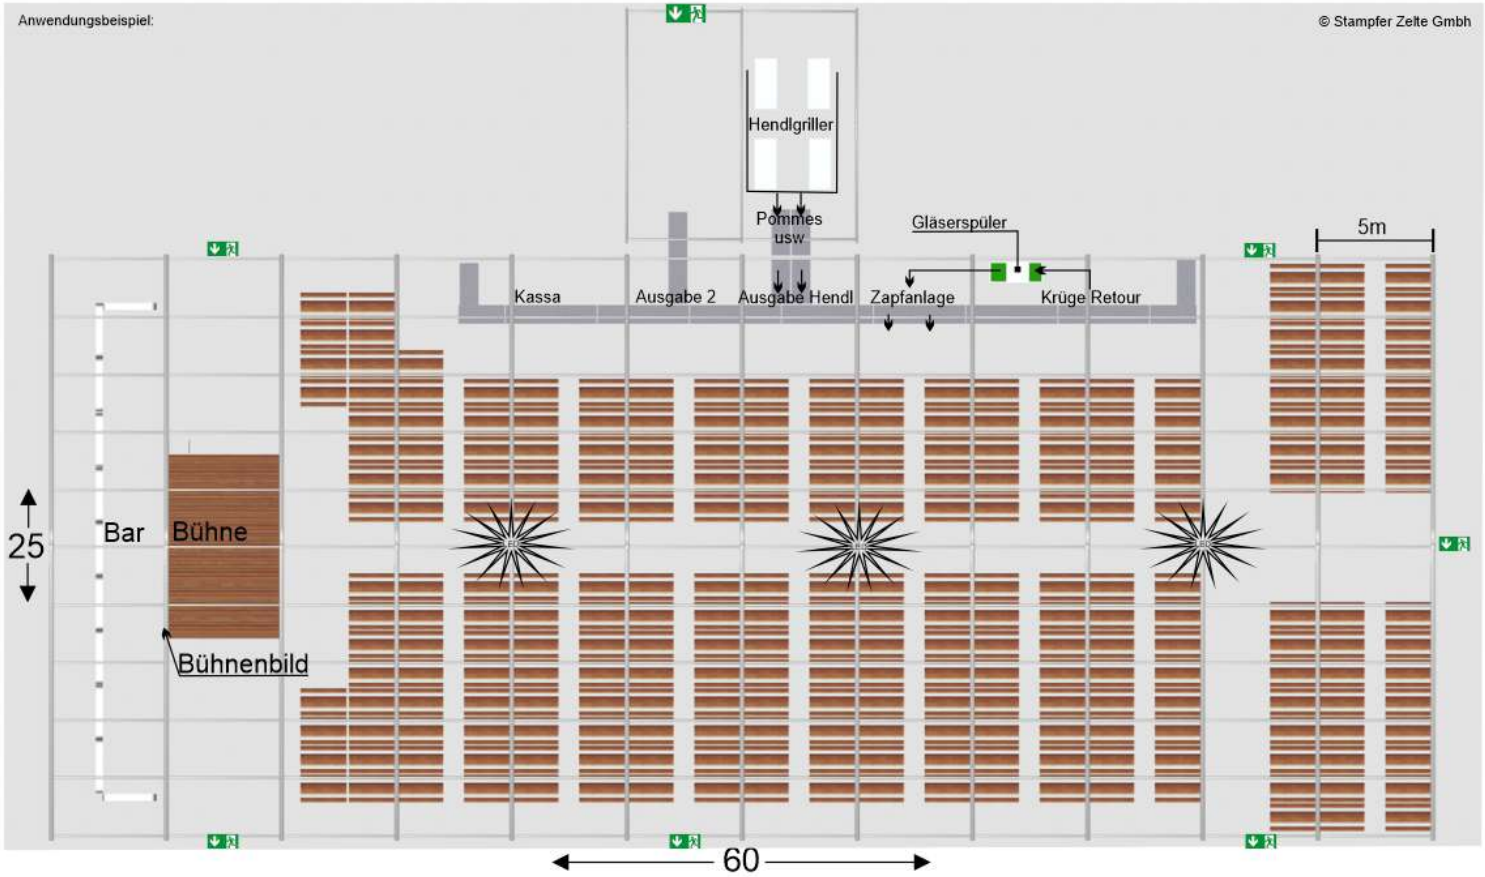 Anwendungsbeispiel:
© Stampfer Zelte Gmbh
Hendlgriller
Pommes
usw
Gläserspüler
5m
Kassa
Ausgabe 2
Ausgabe Hendl
Zapfanlage
Krüge Retour
25
Bar
Bühne
Bühnenbild
60